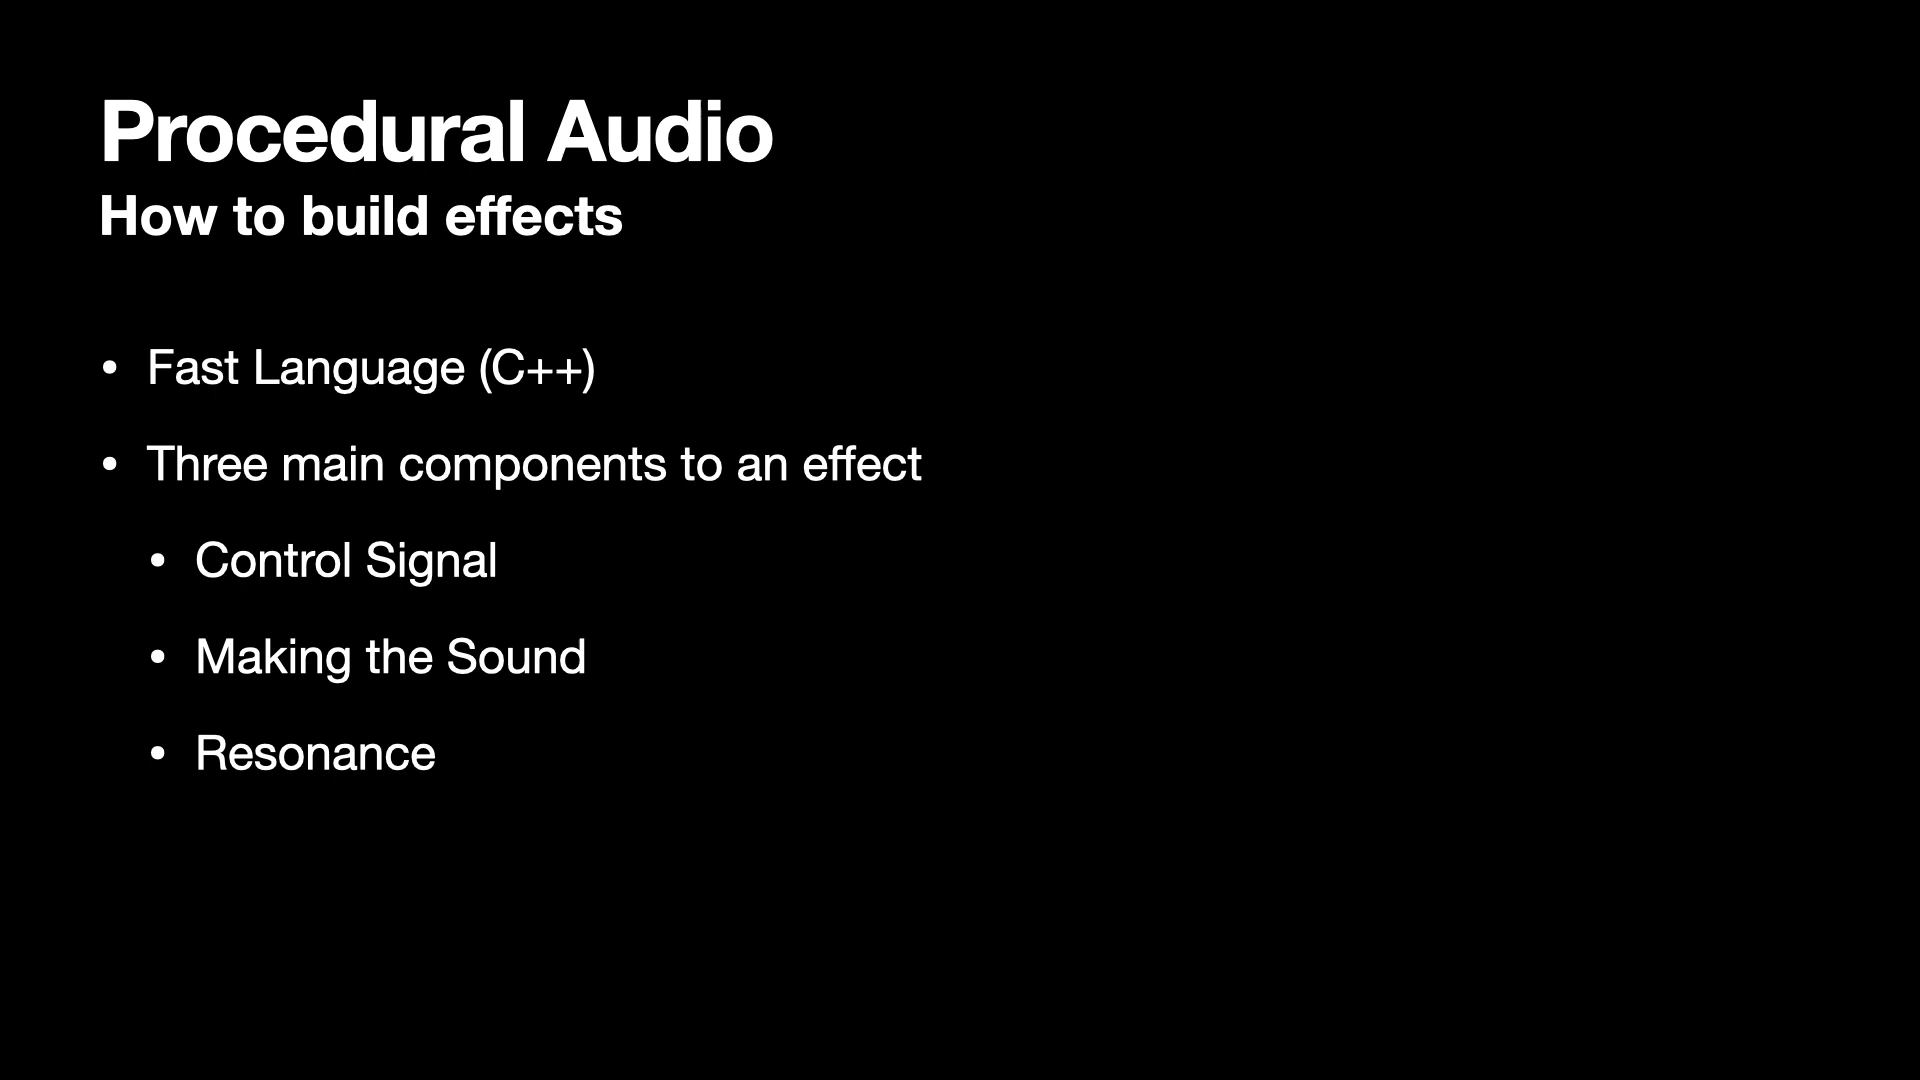 Procedural Audio
How to build effects
• Fast Language (C++)
• Three main components to an effect
• Control Signal
• Making the Sound
• Resonance